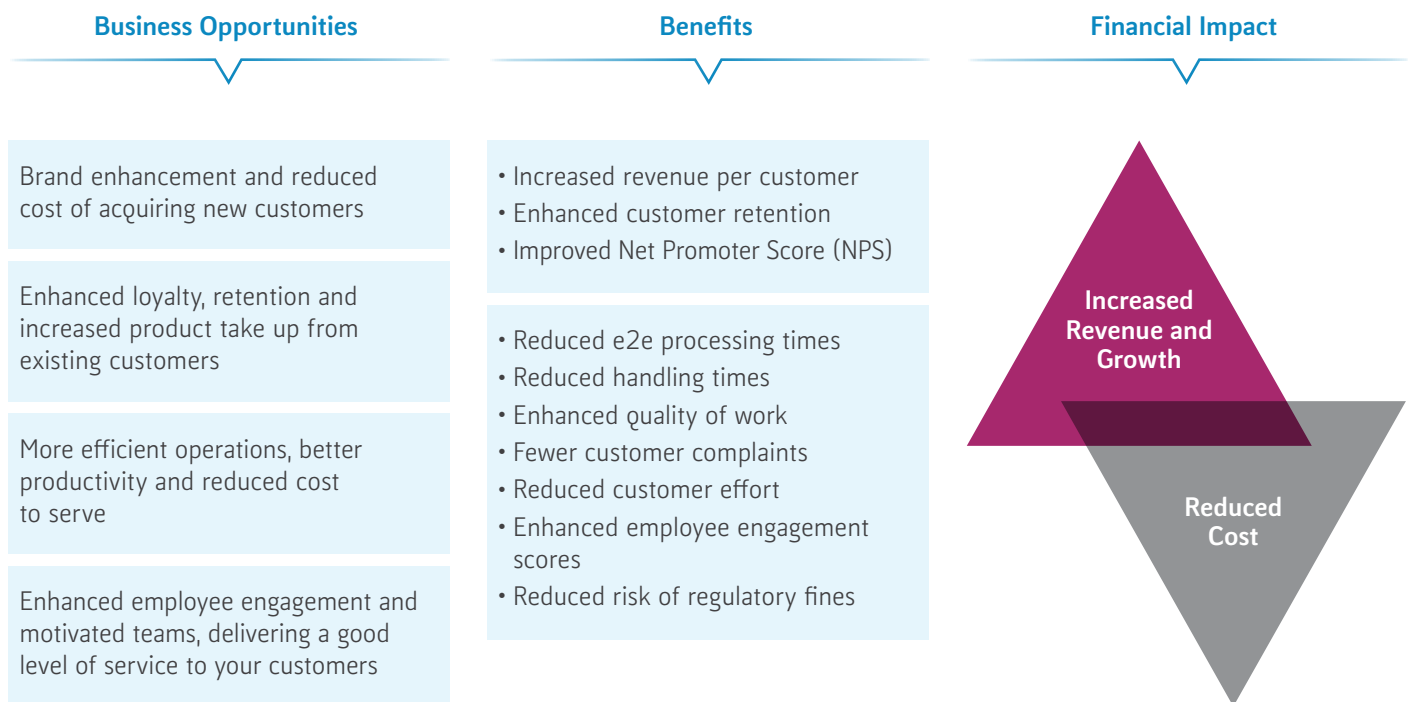 Business Opportunities
Brand enhancement and reduced
cost of acquiring new customers
Enhanced loyalty, retention and
increased product take up from
existing customers
More efficient operations, better
productivity and reduced cost
to serve
Enhanced employee engagement and
motivated teams, delivering a good
level of service to your customers
Benefits
• Increased revenue per customer
• Enhanced customer retention
• Improved Net Promoter Score (NPS)
• Reduced e2e processing times
• Reduced handling times
• Enhanced quality of work
• Fewer customer complaints
• Reduced customer effort
• Enhanced employee engagement
scores
• Reduced risk of regulatory fines
Financial Impact
Increased
Revenue and
Growth
Reduced
Cost